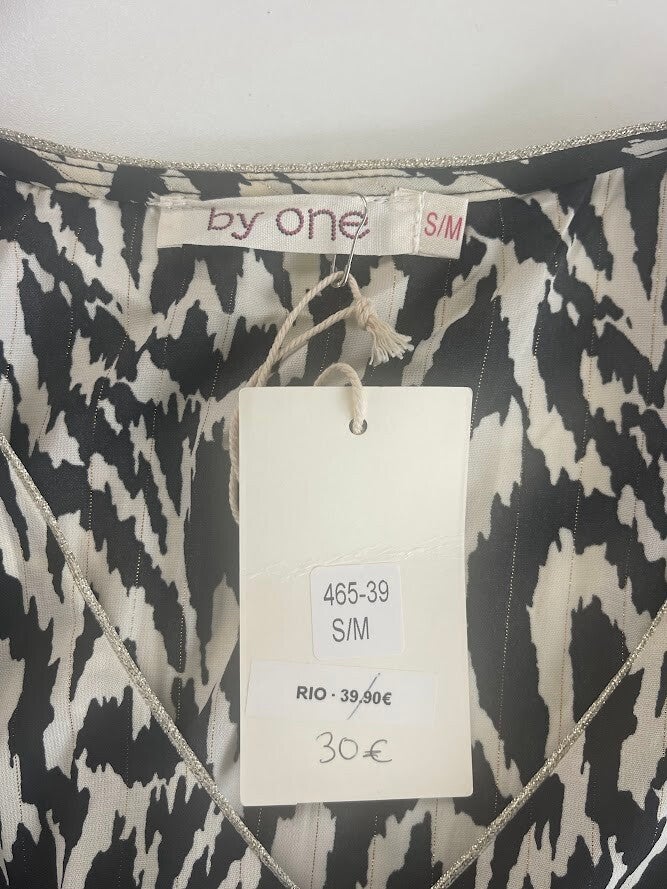 by one
S/M
465-39
S/M
RIO · 39.90€
30€